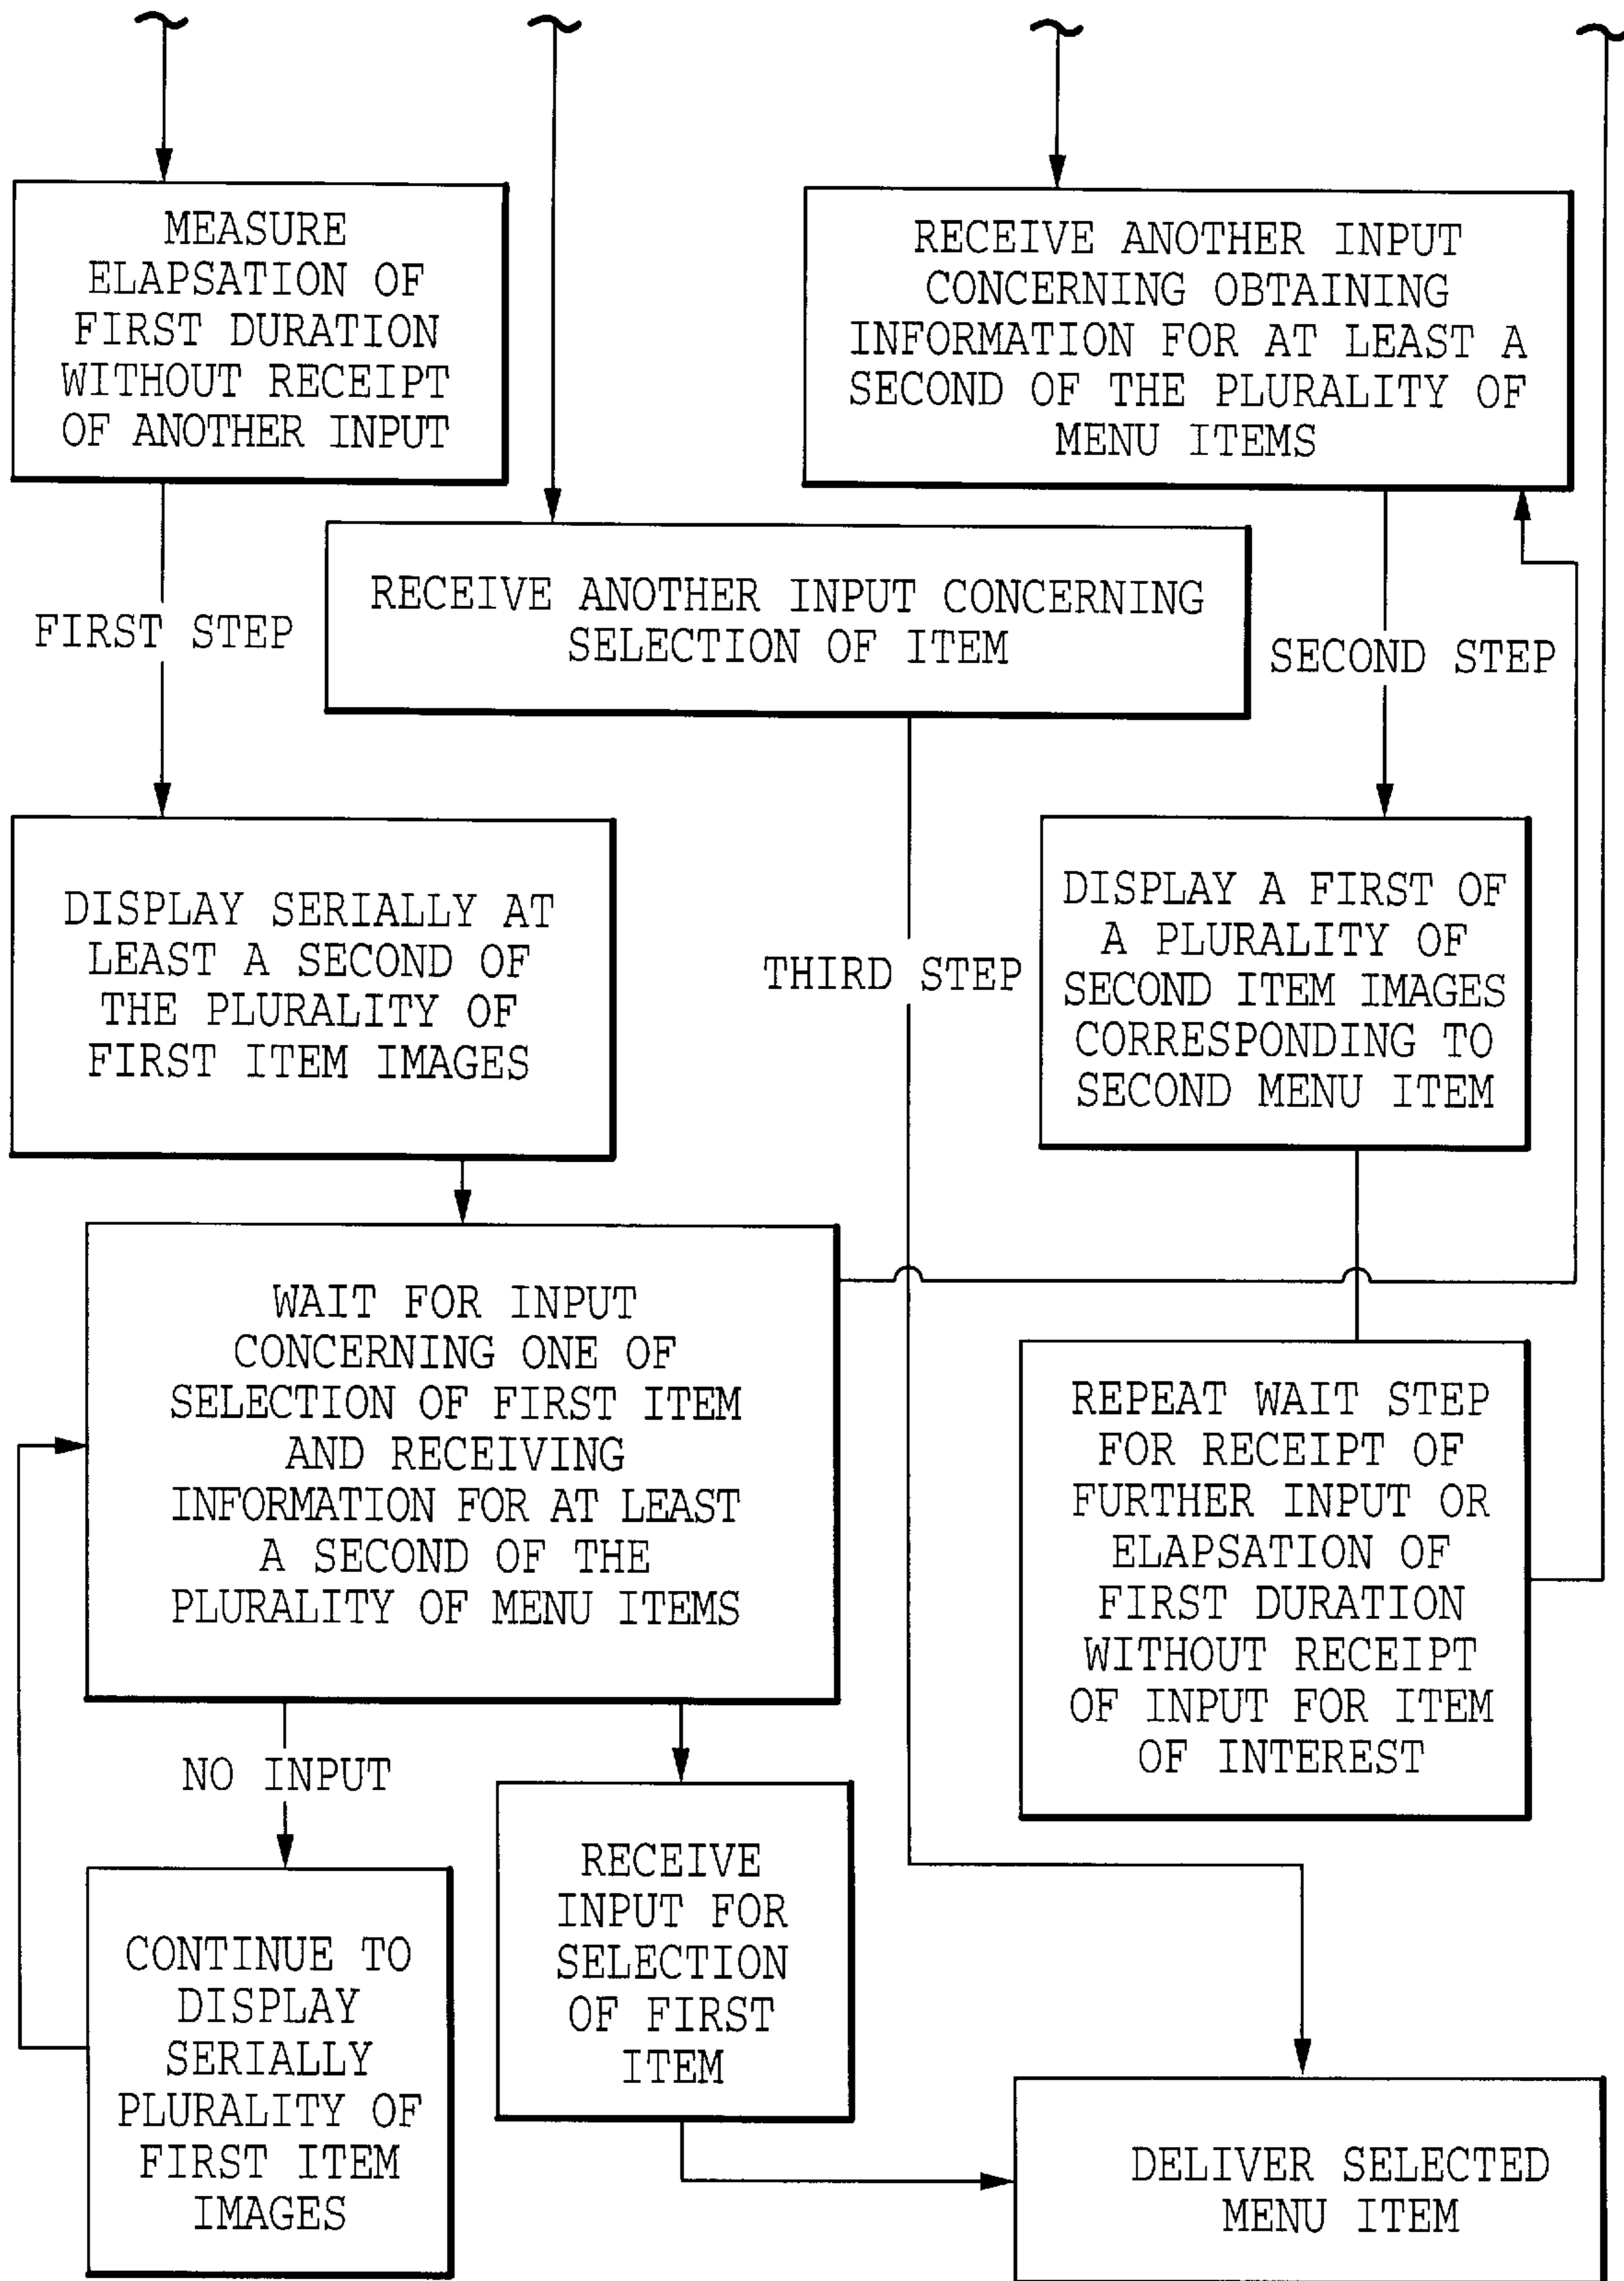 MEASURE
ELAPSATION OF
FIRST DURATION
WITHOUT RECEIPT
OF ANOTHER INPUT
RECEIVE ANOTHER INPUT
CONCERNING OBTAINING
INFORMATION FOR AT LEAST A
SECOND OF THE PLURALITY OF
MENU ITEMS
RECEIVE ANOTHER INPUT CONCERNING
SELECTION OF ITEM
FIRST STEP
SECOND STEP
DISPLAY SERIALLY AT
LEAST A SECOND OF
THE PLURALITY OF
FIRST ITEM IMAGES
THIRD STEP
DISPLAY A FIRST OF
A PLURALITY OF
SECOND ITEM IMAGES
CORRESPONDING TO
SECOND MENU ITEM
WAIT FOR INPUT
CONCERNING ONE OF
SELECTION OF FIRST ITEM
AND RECEIVING
INFORMATION FOR AT LEAST
A SECOND OF THE
PLURALITY OF MENU ITEMS
REPEAT WAIT STEP
FOR RECEIPT OF
FURTHER INPUT OR
ELAPSATION OF
FIRST DURATION
WITHOUT RECEIPT
OF INPUT FOR ITEM
OF INTEREST
NO INPUT
RECEIVE
INPUT FOR
SELECTION
OF FIRST
ITEM
CONTINUE TO
DISPLAY
SERIALLY
PLURALITY OF
FIRST ITEM
IMAGES
DELIVER SELECTED
MENU ITEM